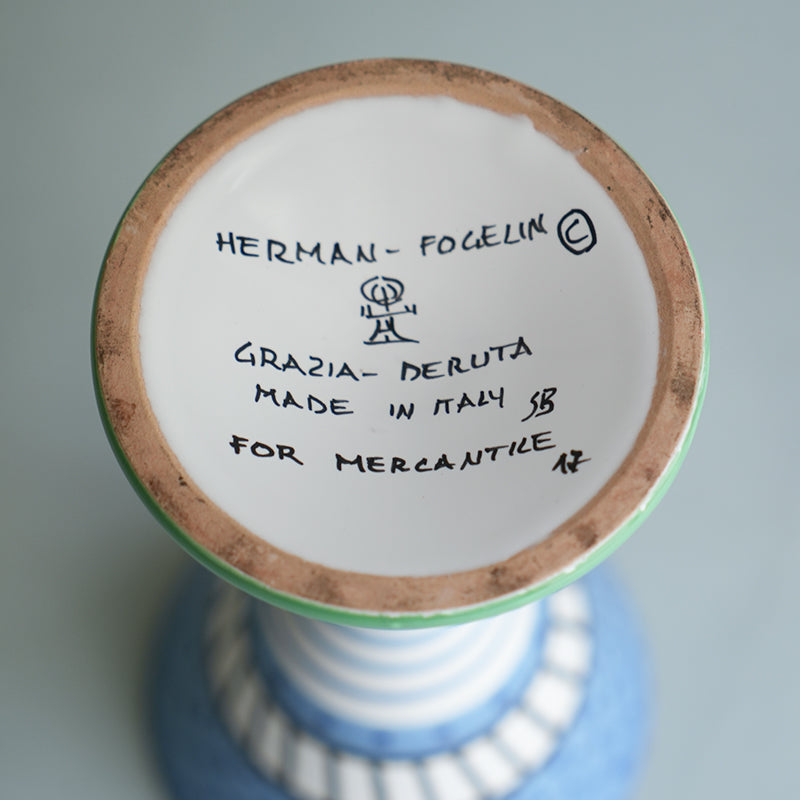 HERMAN - FOGELIN ©
GRAZIA - DERUTA
MADE IN ITALY SB
FOR MERCANTILE 17